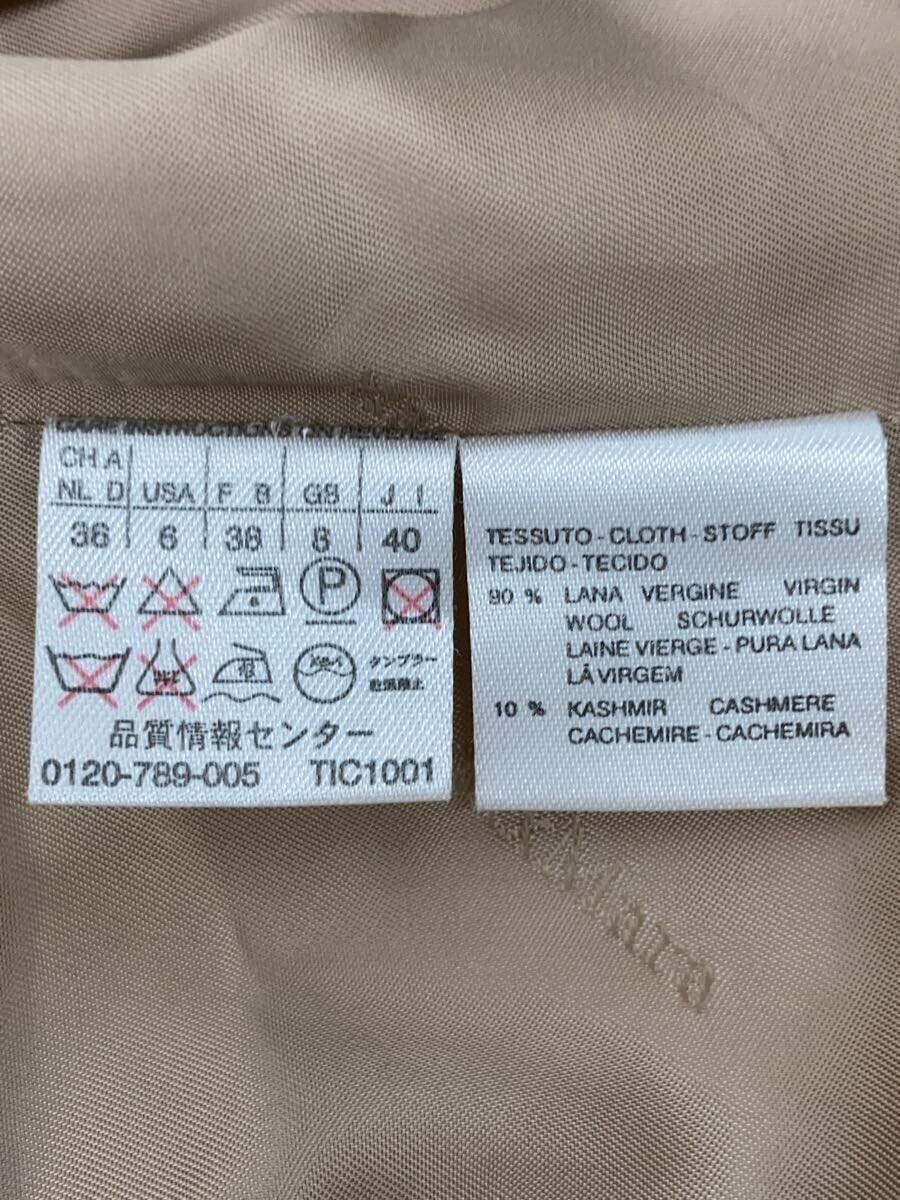 CARE INSTRUCTIONS ON REVERSE
CH A
NL D USA F B GB J I
36 6 38 8 40
P
タンブラー
乾燥禁止
品質情報センター
0120-789-005 TIC1001
TESSUTO - CLOTH - STOFF TISSU
TEJIDO - TECIDO
90 % LANA VERGINE VIRGIN
WOOL SCHURWOLLE
LAINE VIERGE - PURA LANA
LÃ VIRGEM
10 % KASHMIR CASHMERE
CACHEMIRE - CACHEMIRA